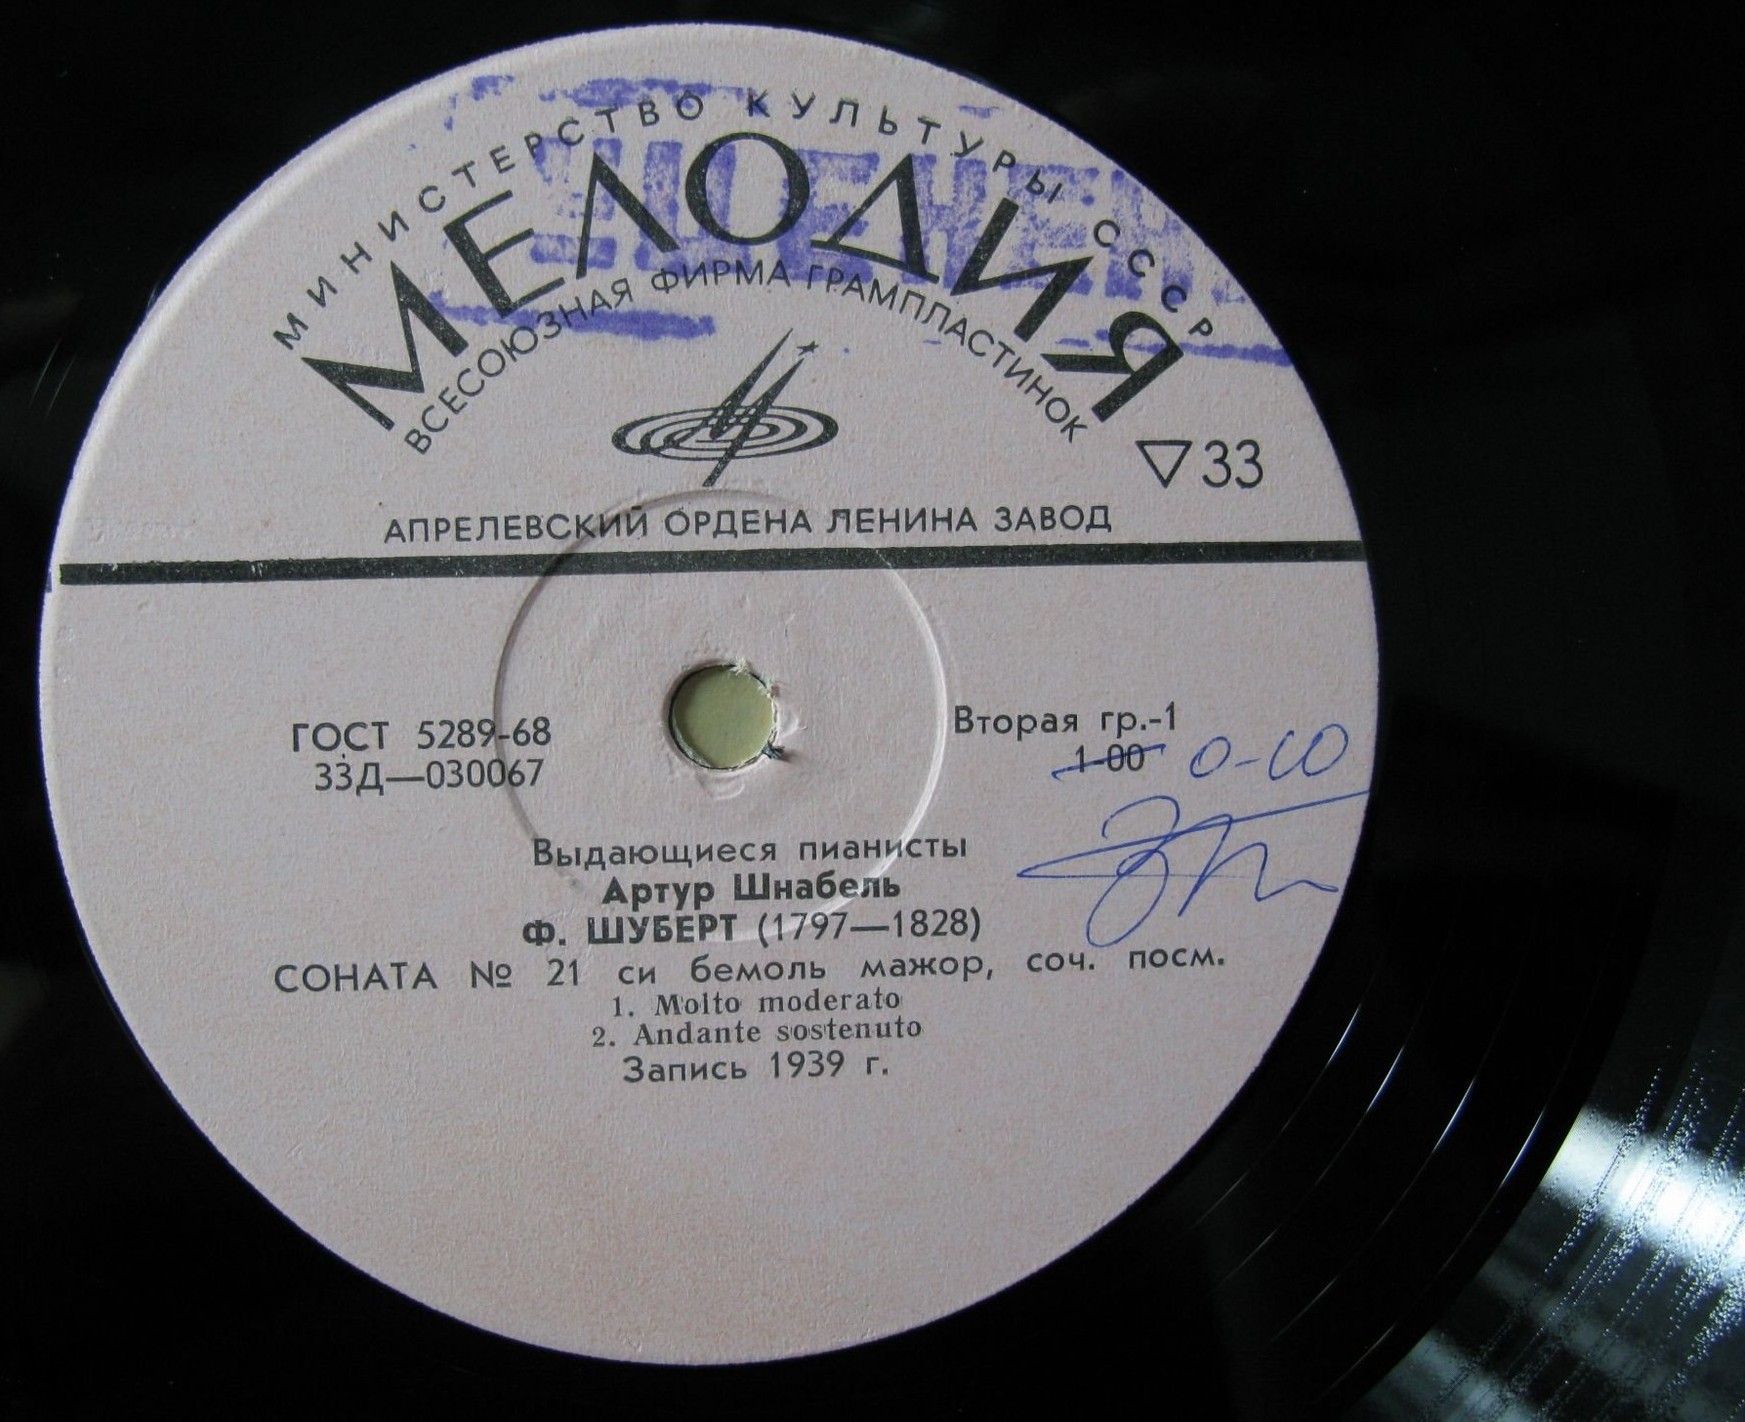 МИНИСТЕРСТВО КУЛЬТУРЫ СССР
МЕЛОДИЯ
ВСЕСОЮЗНАЯ ФИРМА ГРАМПЛАСТИНОК
▽33
АПРЕЛЕВСКИЙ ОРДЕНА ЛЕНИНА ЗАВОД
ГОСТ 5289-68
33Д—030067
Вторая гр.-1
1-00
Выдающиеся пианисты
Артур Шнабель
Ф. ШУБЕРТ (1797—1828)
СОНАТА № 21 си бемоль мажор, соч. посм.
1. Molto moderato
2. Andante sostenuto
Запись 1939 г.